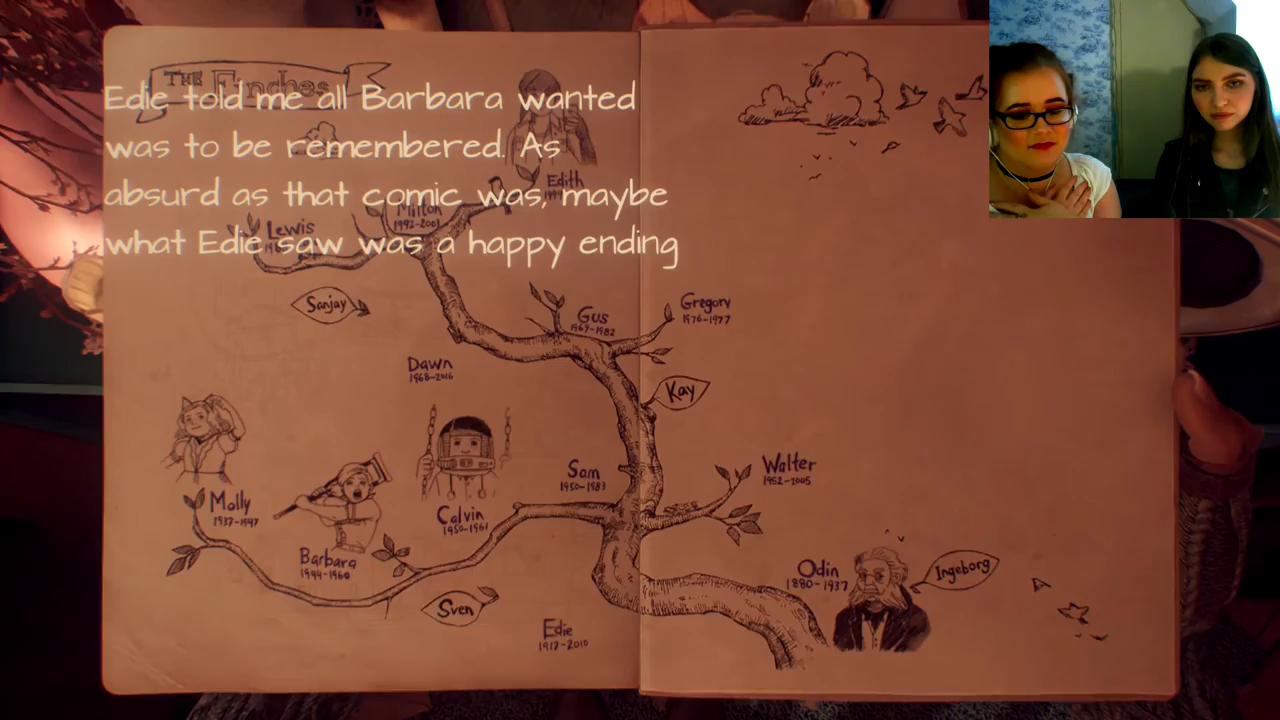 THE Finches
Edie told me all Barbara wanted
was to be remembered. As
absurd as that comic was, maybe
what Edie saw was a happy ending
Edith
Milton
1992-2003
Lewis
Sanjay
Gus
1969-1982
Gregory
1976-1977
Dawn
1968-2016
Kay
Sam
1950-1983
Walter
1952-2005
Molly
1937-1947
Calvin
1950-1961
Barbara
1944-1960
Odin
1880-1937
Ingeborg
Sven
Edie
1917-2010